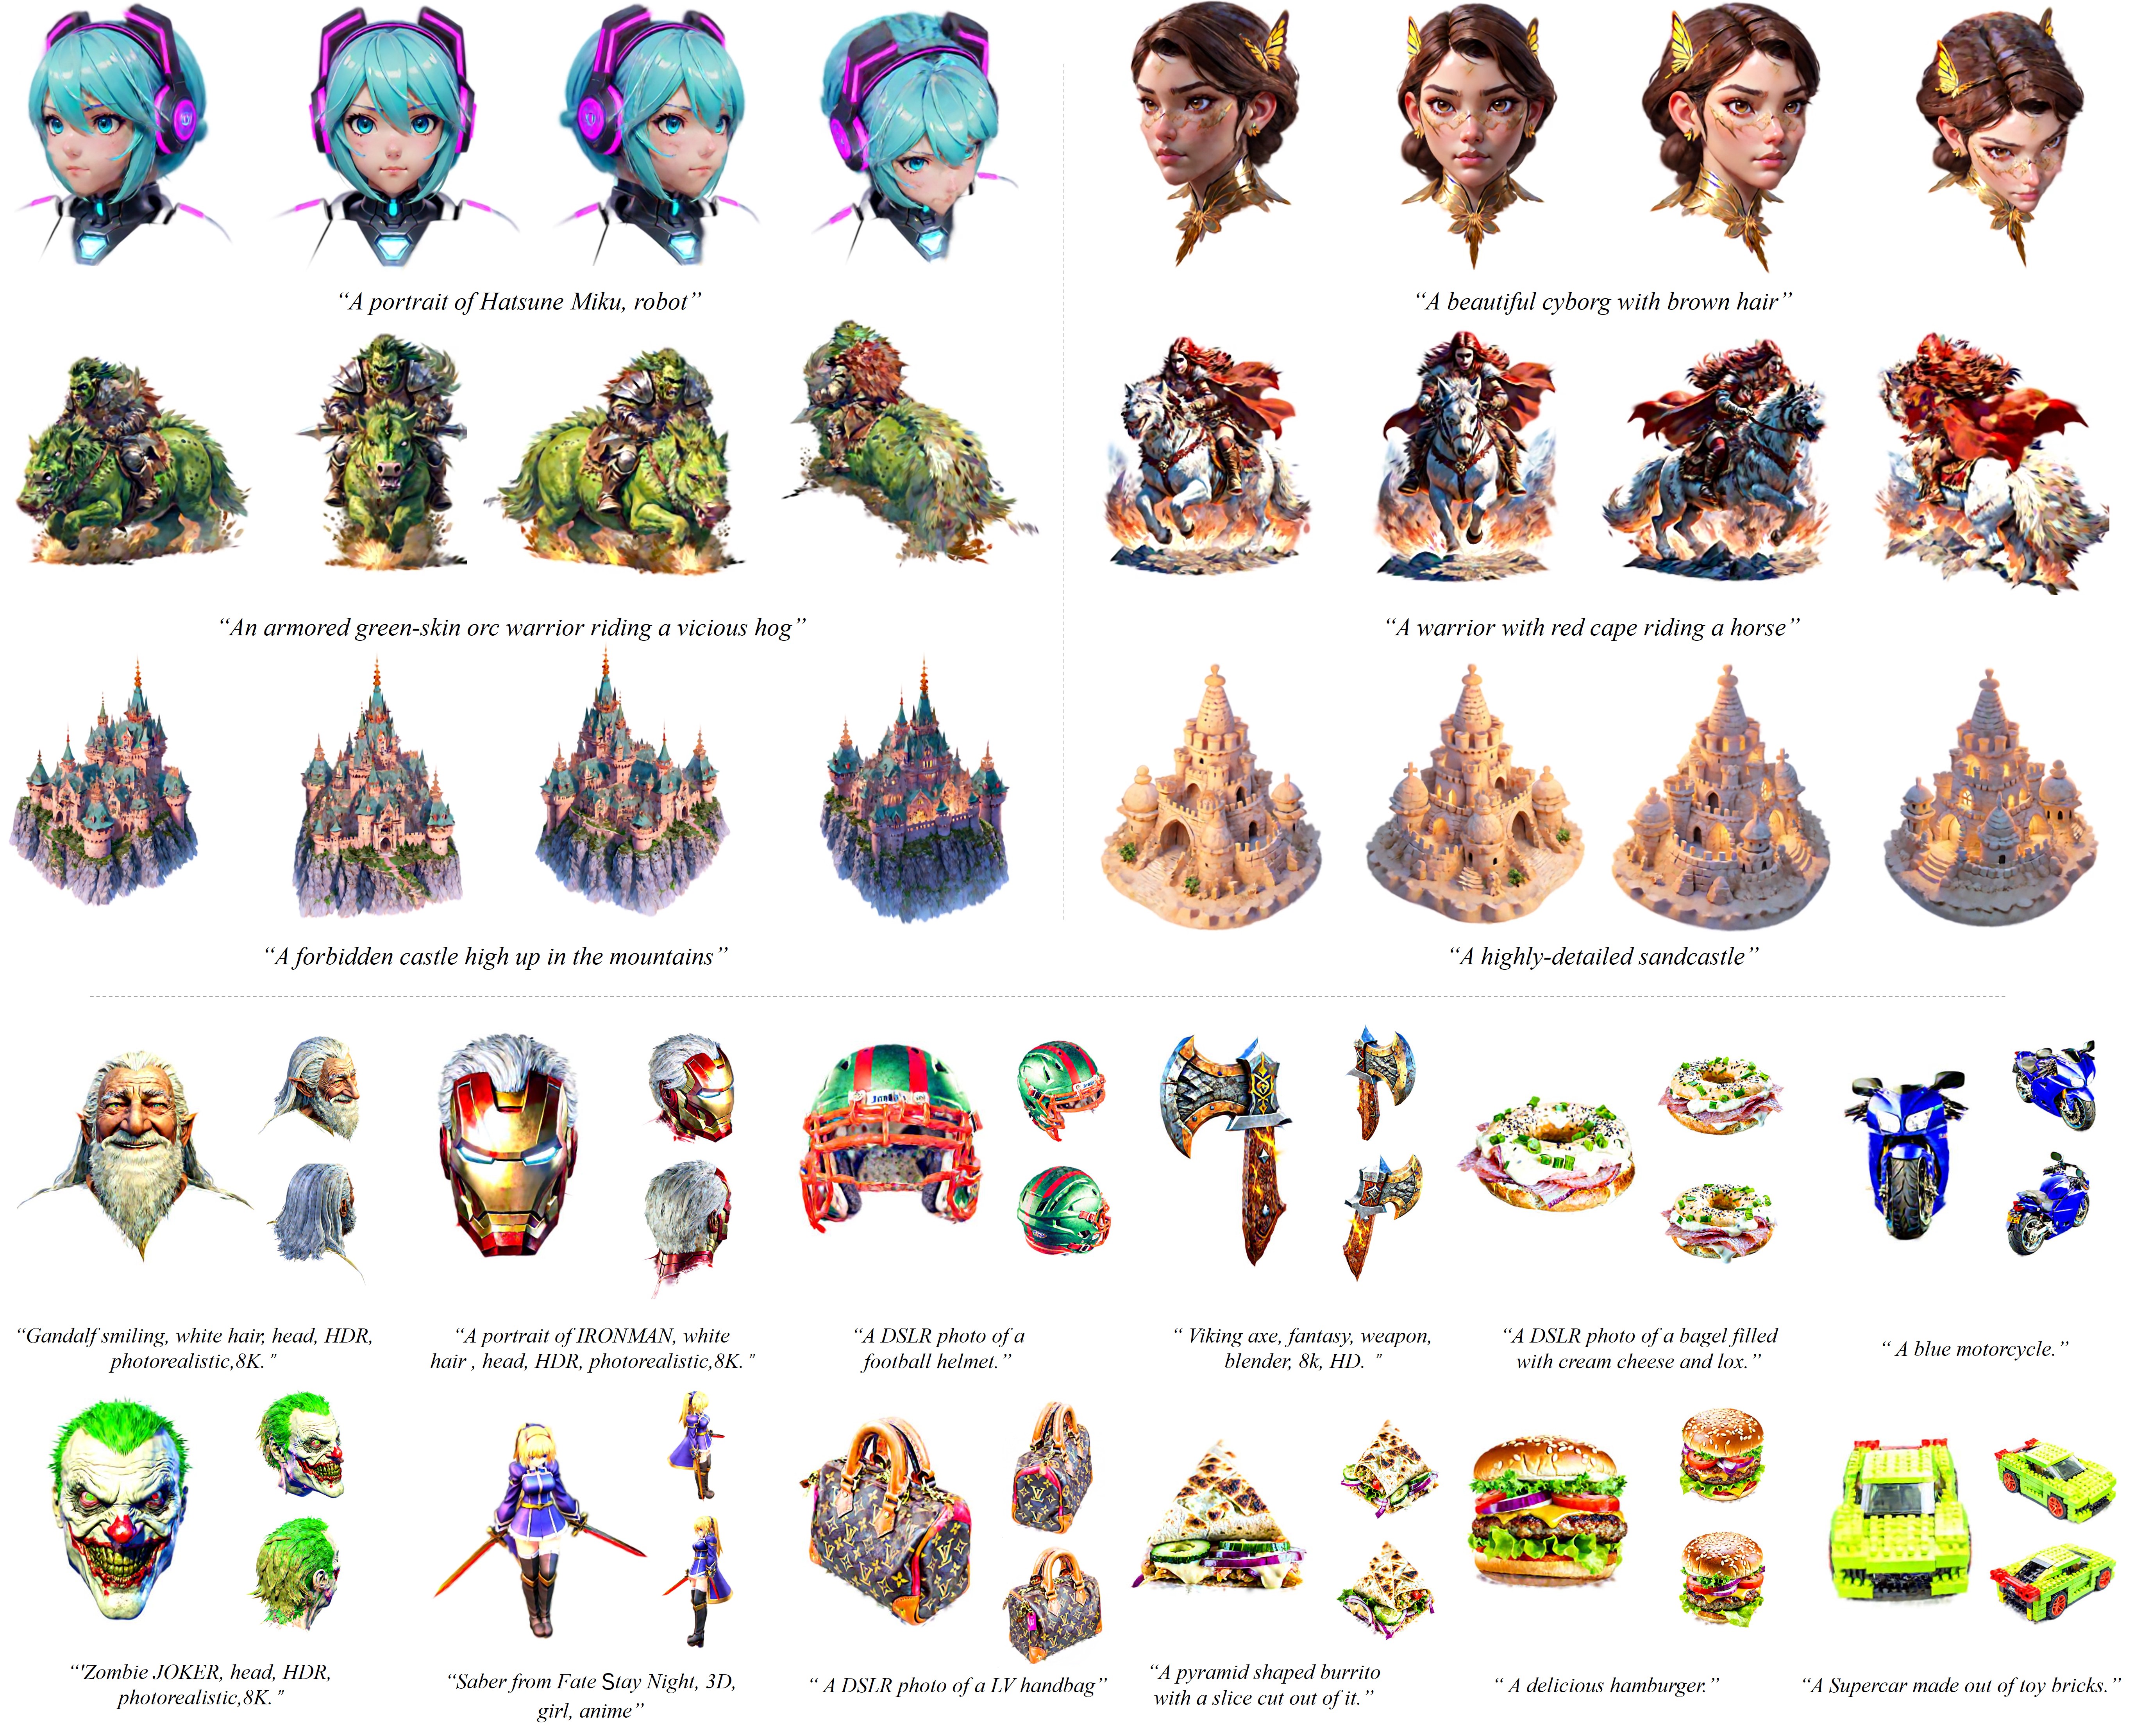 “A portrait of Hatsune Miku, robot”
“A beautiful cyborg with brown hair”
“An armored green-skin orc warrior riding a vicious hog”
“A warrior with red cape riding a horse”
“A forbidden castle high up in the mountains”
“A highly-detailed sandcastle”
“Gandalf smiling, white hair, head, HDR,
photorealistic,8K.＂
“A portrait of IRONMAN, white
hair , head, HDR, photorealistic,8K.＂
“A DSLR photo of a
football helmet.”
“ Viking axe, fantasy, weapon,
blender, 8k, HD. ＂
“A DSLR photo of a bagel filled
with cream cheese and lox.”
“ A blue motorcycle.”
“'Zombie JOKER, head, HDR,
photorealistic,8K.＂
“Saber from Fate Stay Night, 3D,
girl, anime”
“ A DSLR photo of a LV handbag”
“A pyramid shaped burrito
with a slice cut out of it.”
“ A delicious hamburger.”
“A Supercar made out of toy bricks.”